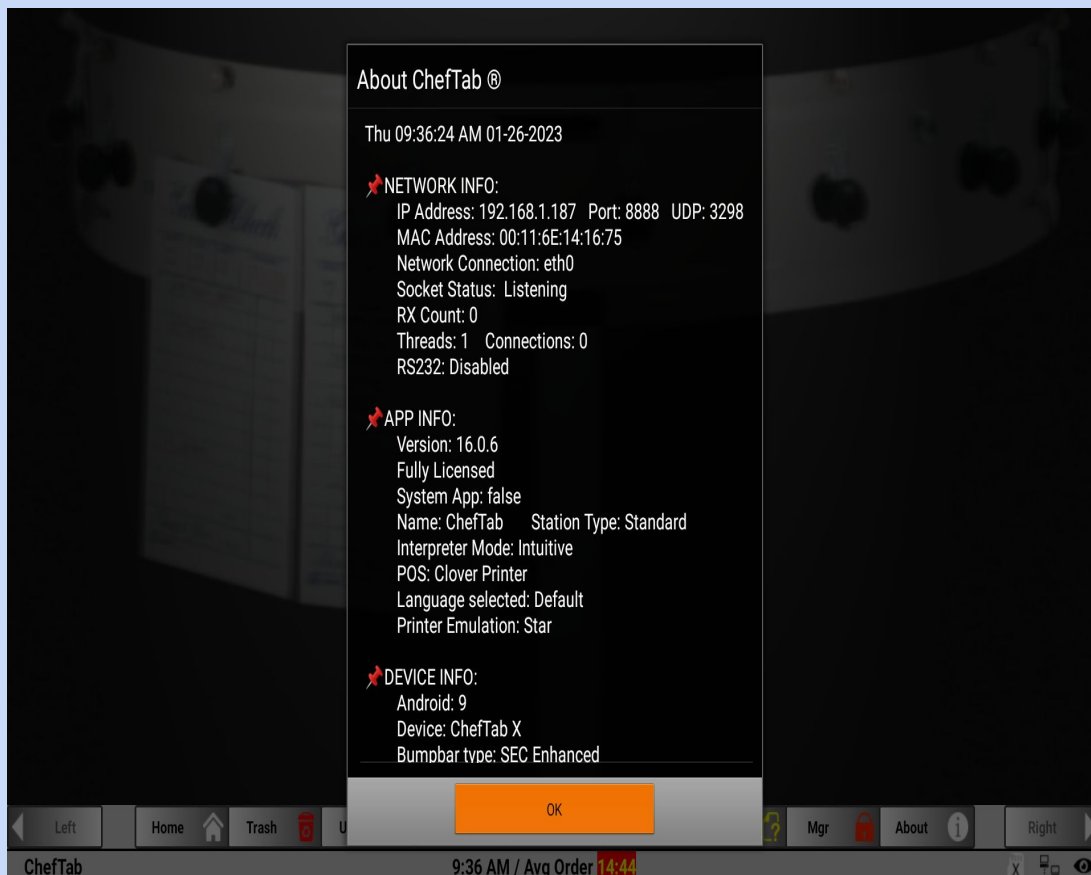 About ChefTab ®
Thu 09:36:24 AM 01-26-2023
NETWORK INFO:
IP Address: 192.168.1.187 Port: 8888 UDP: 3298
MAC Address: 00:11:6E:14:16:75
Network Connection: eth0
Socket Status: Listening
RX Count: 0
Threads: 1 Connections: 0
RS232: Disabled
APP INFO:
Version: 16.0.6
Fully Licensed
System App: false
Name: ChefTab Station Type: Standard
Interpreter Mode: Intuitive
POS: Clover Printer
Language selected: Default
Printer Emulation: Star
DEVICE INFO:
Android: 9
Device: ChefTab X
Bumpbar type: SEC Enhanced
OK
Left Home Trash U ? Mgr About i Right
ChefTab 9:36 AM / Avg Order 14:44 X